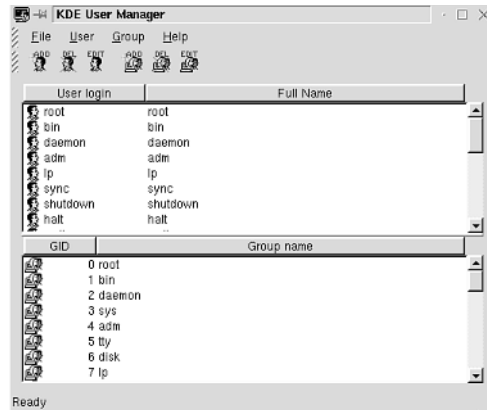 KDE User Manager
File User Group Help
ADD DEL EDIT ADD DEL EDIT
User login Full Name
root root
bin bin
daemon daemon
adm adm
lp lp
sync sync
shutdown shutdown
halt halt
GID Group name
0 root
1 bin
2 daemon
3 sys
4 adm
5 tty
6 disk
7 lp
Ready